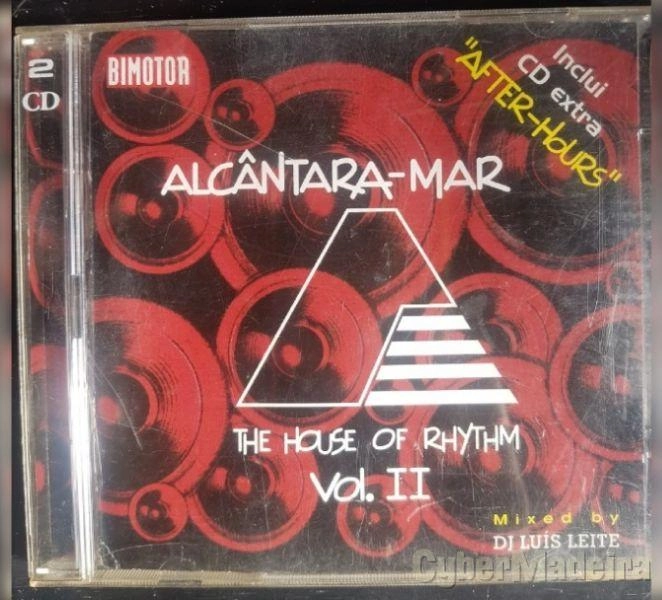 2
CD
BIMOTOR
Inclui
CD extra
"AFTER-HOURS"
ALCÂNTARA-MAR
THE HOUSE OF RHYTHM
Vol. II
Mixed by
DJ LUÍS LEITE
CyberMadeira